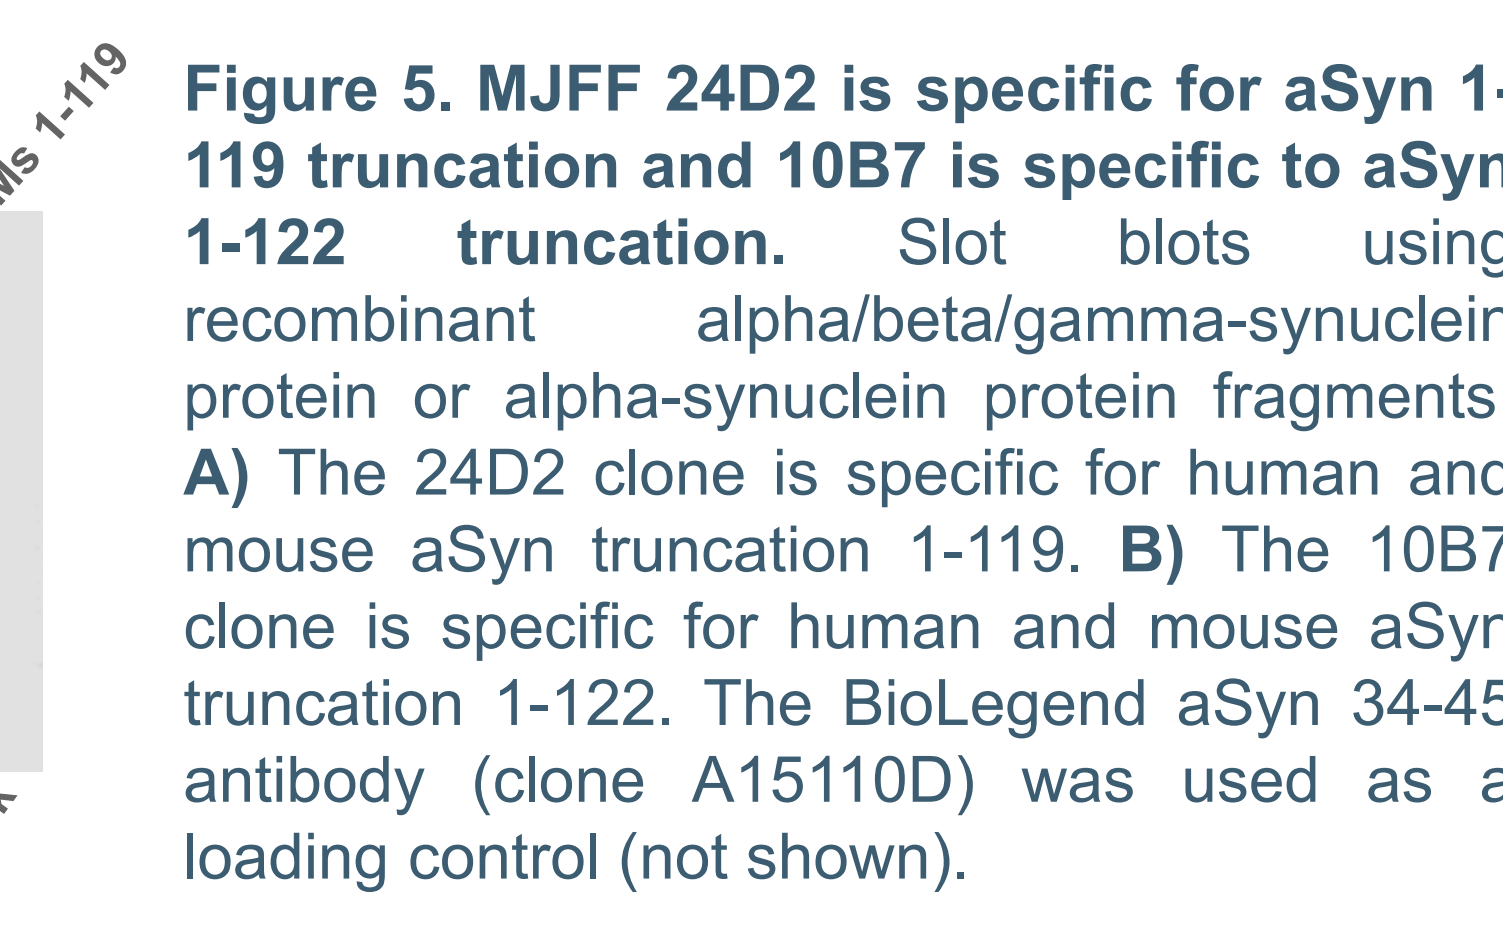 Ms 1-119
Figure 5. MJFF 24D2 is specific for aSyn 1-
119 truncation and 10B7 is specific to aSyn
1-122 truncation. Slot blots using
recombinant alpha/beta/gamma-synuclein
protein or alpha-synuclein protein fragments
A) The 24D2 clone is specific for human and
mouse aSyn truncation 1-119. B) The 10B7
clone is specific for human and mouse aSyn
truncation 1-122. The BioLegend aSyn 34-45
antibody (clone A15110D) was used as a
loading control (not shown).